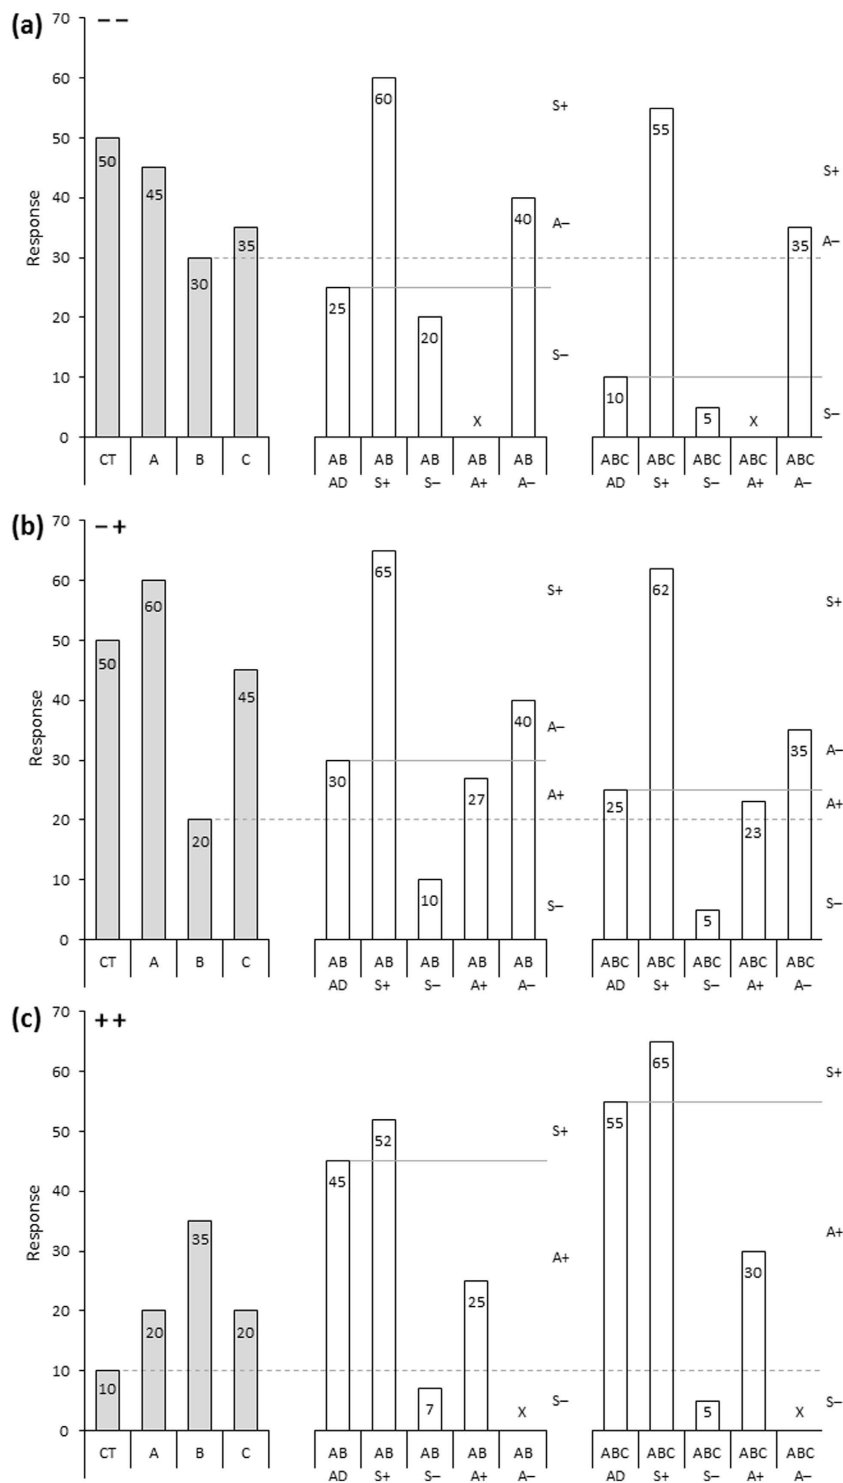 (a) − −
70
60
50
40
30
20
10
0
Response
50
45
30
35
25
60
20
X
40
S+
A−
S−
10
55
5
X
35
S+
A−
S−
CT A B C AB AB AB AB AB ABC ABC ABC ABC ABC
AD S+ S− A+ A− AD S+ S− A+ A−
(b) − +
70
60
50
40
30
20
10
0
Response
50
60
20
45
30
65
10
27
40
S+
A−
A+
S−
25
62
5
23
35
S+
A−
A+
S−
CT A B C AB AB AB AB AB ABC ABC ABC ABC ABC
AD S+ S− A+ A− AD S+ S− A+ A−
(c) + +
70
60
50
40
30
20
10
0
Response
10
20
35
20
45
52
7
25
X
S+
A+
S−
55
65
5
30
X
S+
A+
S−
CT A B C AB AB AB AB AB ABC ABC ABC ABC ABC
AD S+ S− A+ A− AD S+ S− A+ A−